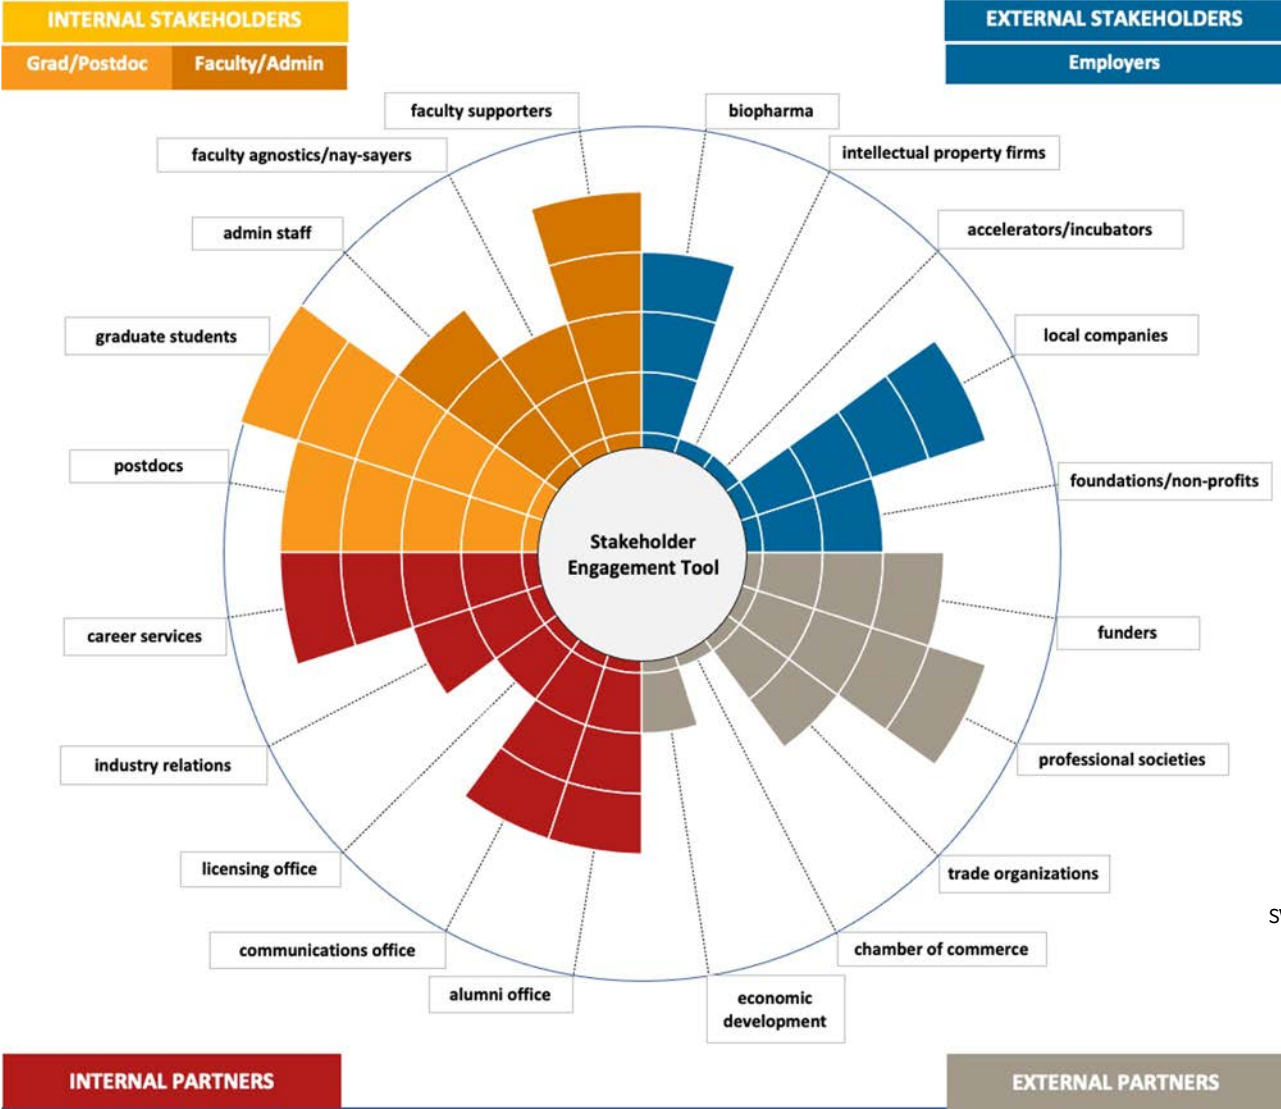 INTERNAL STAKEHOLDERS
EXTERNAL STAKEHOLDERS
Grad/Postdoc
Faculty/Admin
Employers
faculty supporters
biopharma
faculty agnostics/nay-sayers
intellectual property firms
admin staff
accelerators/incubators
graduate students
local companies
postdocs
foundations/non-profits
Stakeholder
Engagement Tool
career services
funders
industry relations
professional societies
licensing office
trade organizations
communications office
chamber of commerce
alumni office
economic
development
INTERNAL PARTNERS
EXTERNAL PARTNERS